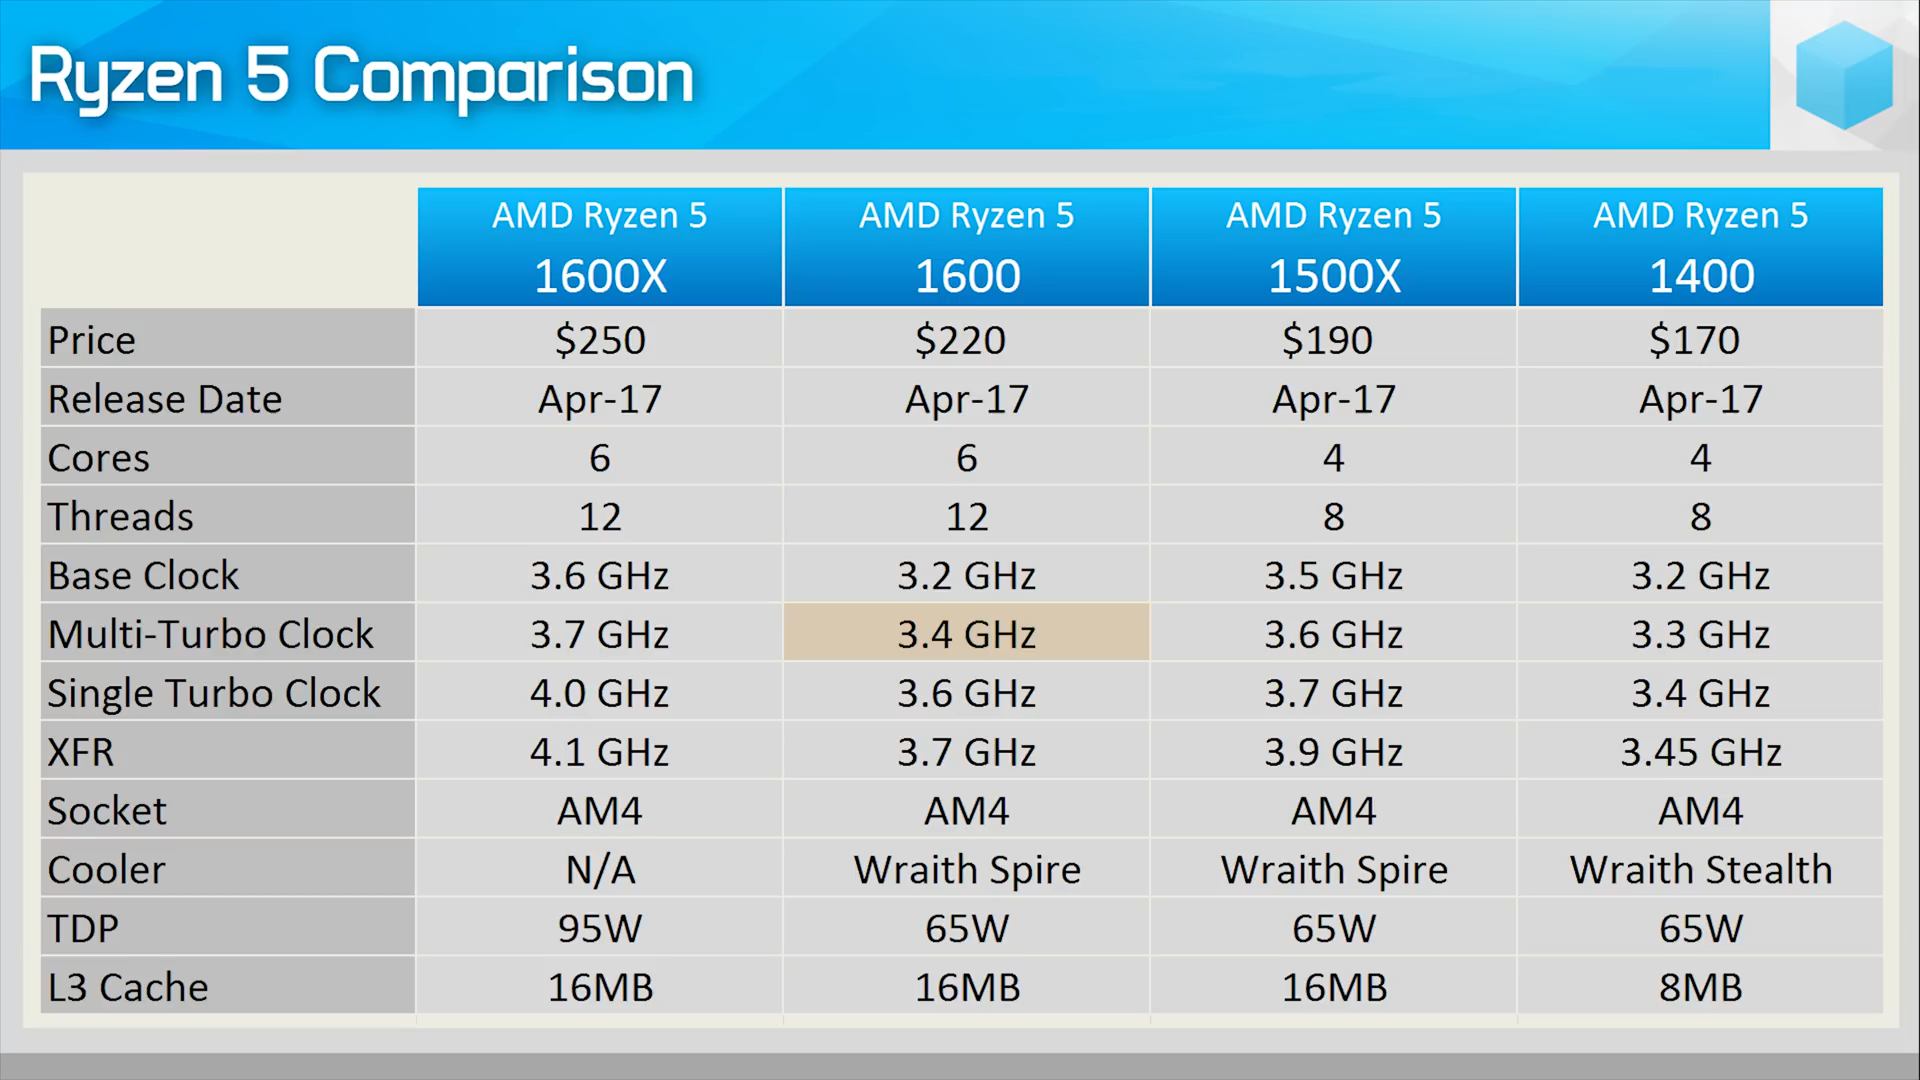 Ryzen 5 Comparison
AMD Ryzen 5 AMD Ryzen 5 AMD Ryzen 5 AMD Ryzen 5
1600X 1600 1500X 1400
Price $250 $220 $190 $170
Release Date Apr-17 Apr-17 Apr-17 Apr-17
Cores 6 6 4 4
Threads 12 12 8 8
Base Clock 3.6 GHz 3.2 GHz 3.5 GHz 3.2 GHz
Multi-Turbo Clock 3.7 GHz 3.4 GHz 3.6 GHz 3.3 GHz
Single Turbo Clock 4.0 GHz 3.6 GHz 3.7 GHz 3.4 GHz
XFR 4.1 GHz 3.7 GHz 3.9 GHz 3.45 GHz
Socket AM4 AM4 AM4 AM4
Cooler N/A Wraith Spire Wraith Spire Wraith Stealth
TDP 95W 65W 65W 65W
L3 Cache 16MB 16MB 16MB 8MB